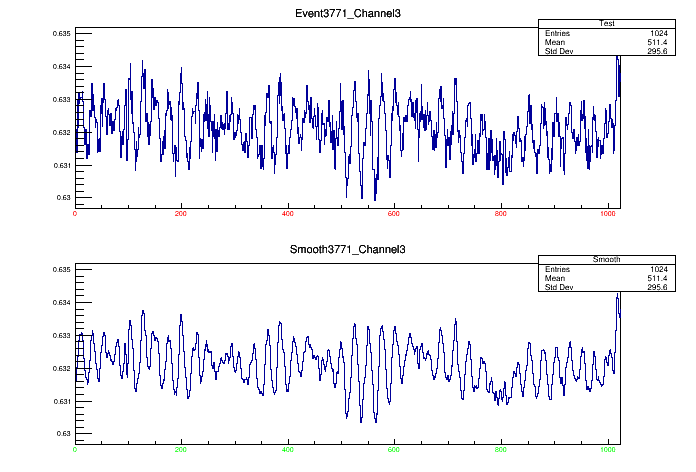 Event3771_Channel3
Test
Entries 1024
Mean 511.4
Std Dev 295.6
0.635
0.634
0.633
0.632
0.631
0.63
0 200 400 600 800 1000
Smooth3771_Channel3
Smooth
Entries 1024
Mean 511.4
Std Dev 295.6
0.635
0.634
0.633
0.632
0.631
0.63
0 200 400 600 800 1000